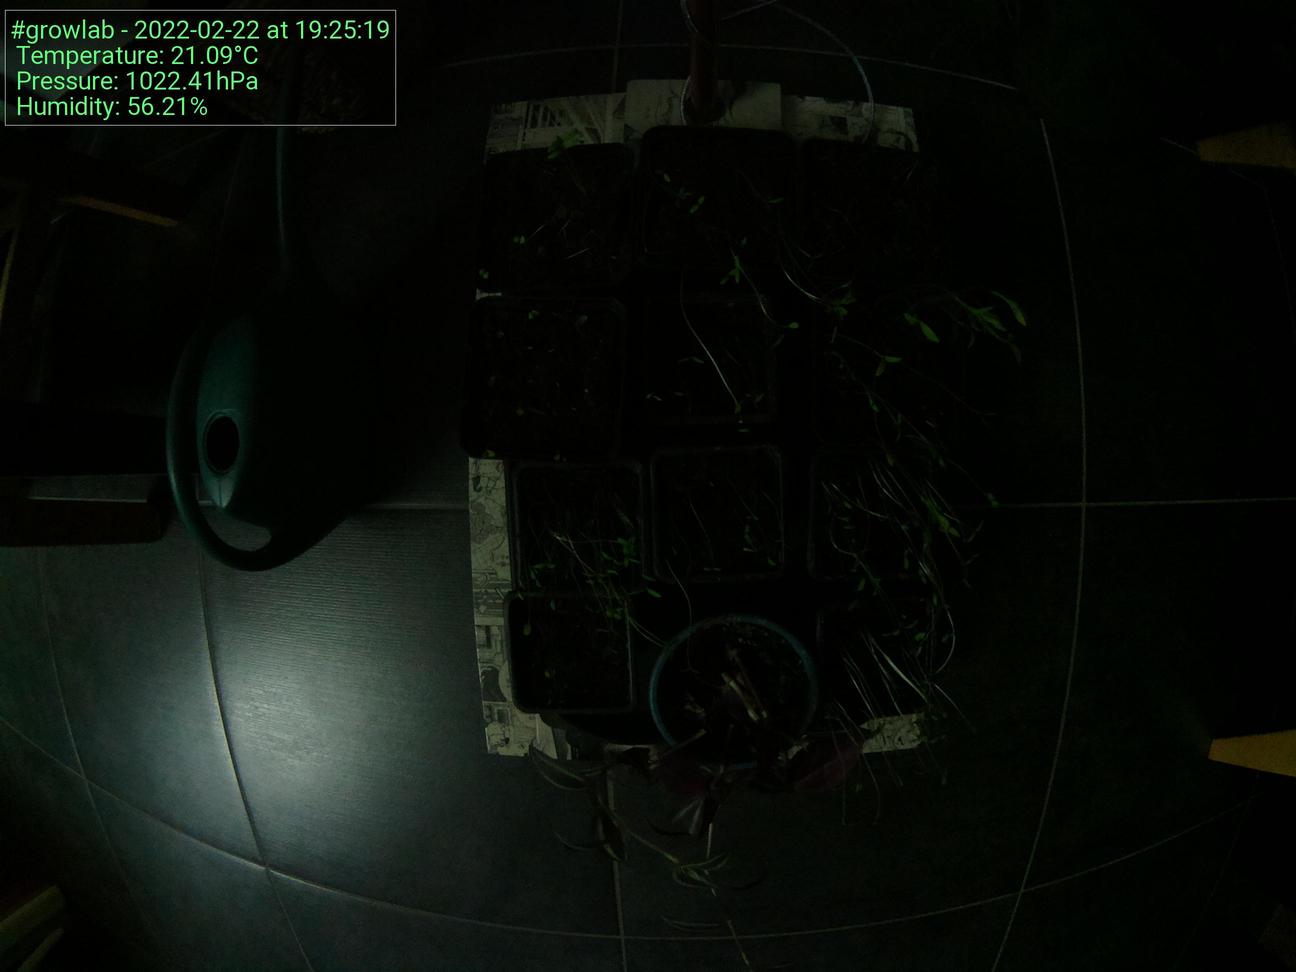 #growlab - 2022-02-22 at 19:25:19
Temperature: 21.09°C
Pressure: 1022.41hPa
Humidity: 56.21%